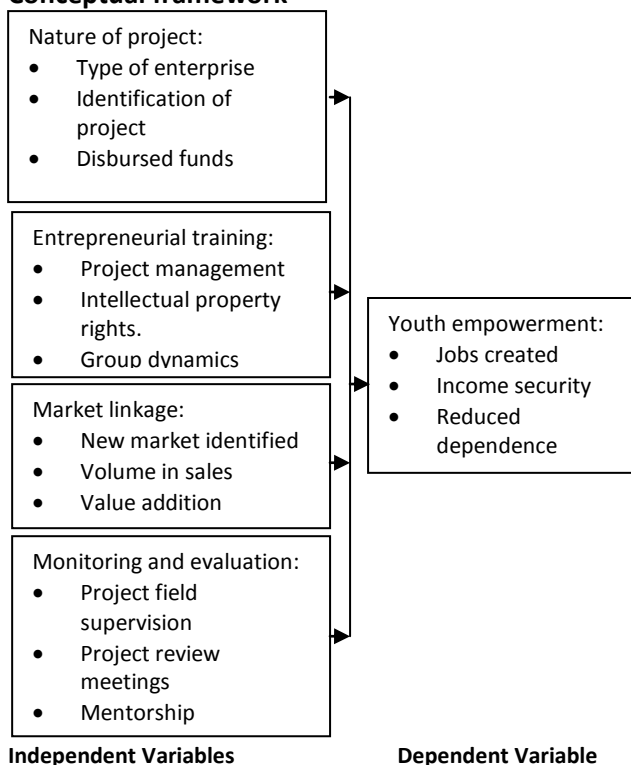 Conceptual framework
Nature of project:
• Type of enterprise
• Identification of
project
• Disbursed funds
Entrepreneurial training:
• Project management
• Intellectual property
rights.
• Group dynamics
Market linkage:
• New market identified
• Volume in sales
• Value addition
Monitoring and evaluation:
• Project field
supervision
• Project review
meetings
• Mentorship
Youth empowerment:
• Jobs created
• Income security
• Reduced
dependence
Independent Variables
Dependent Variable